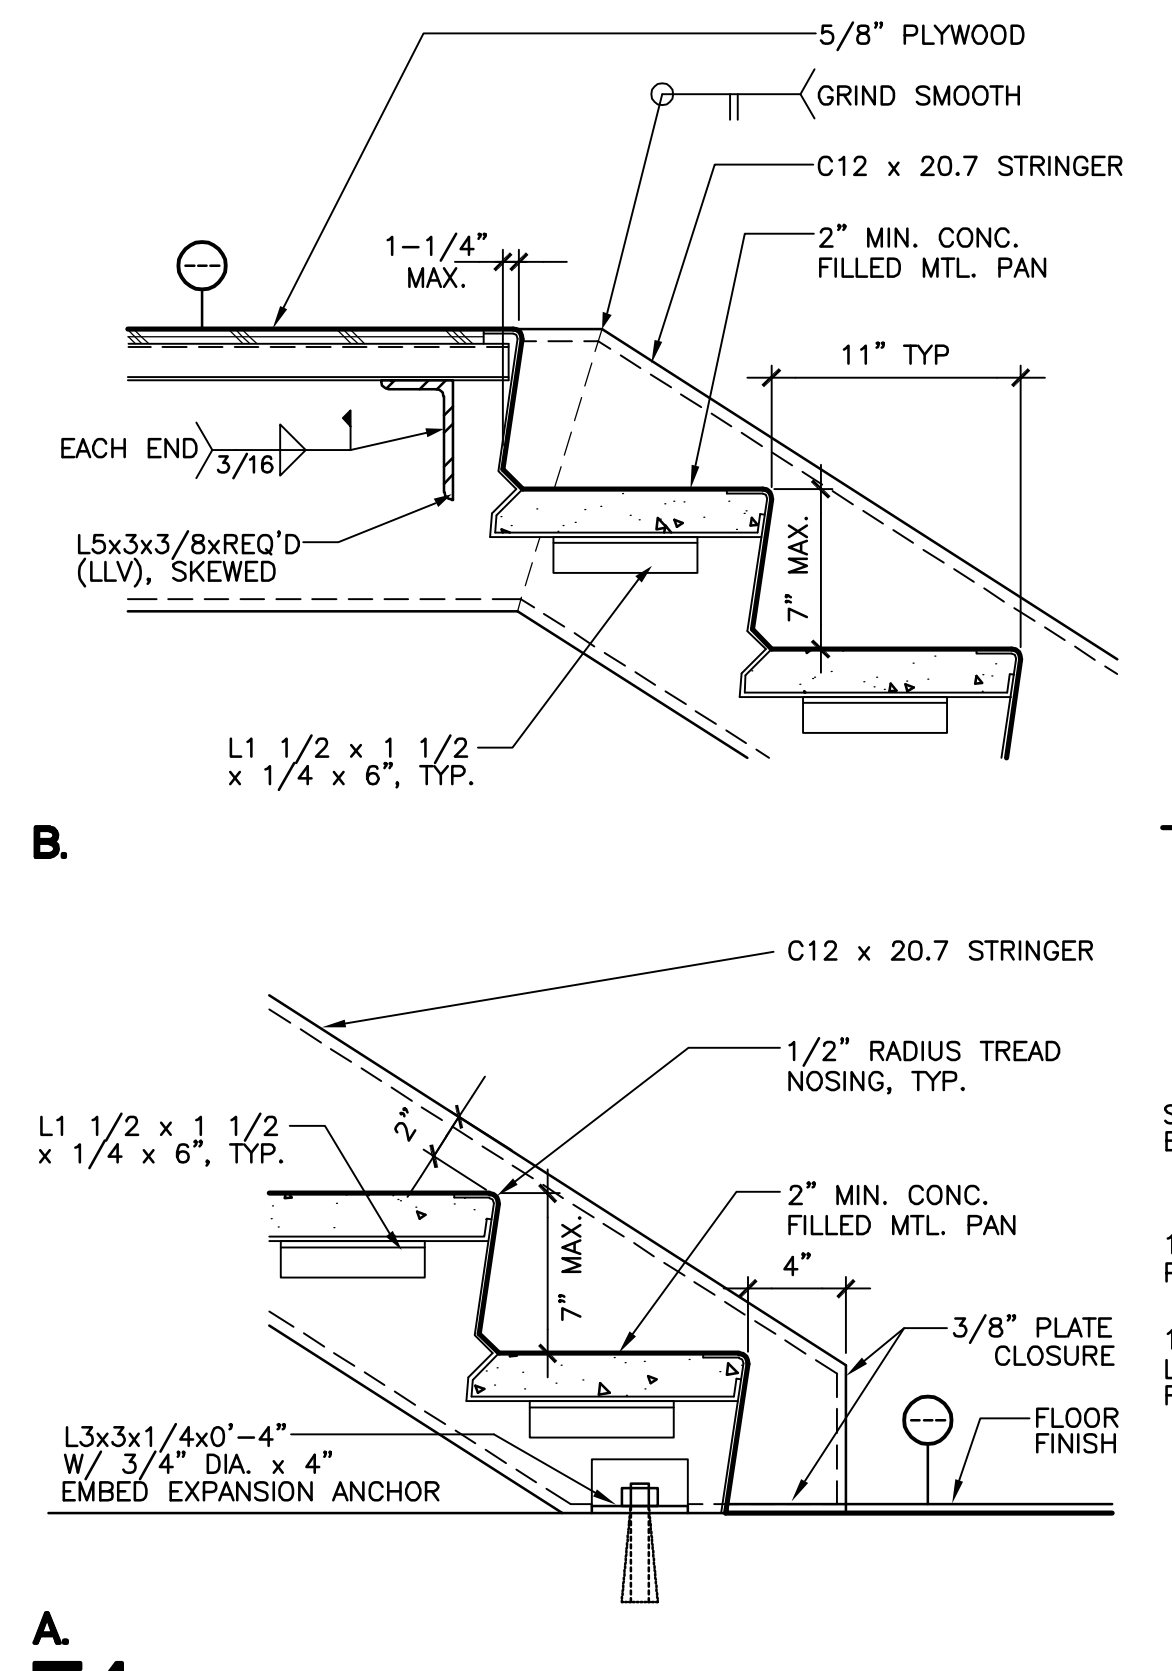 5/8” PLYWOOD
GRIND SMOOTH
C12 x 20.7 STRINGER
1-1/4”
MAX.
2” MIN. CONC.
FILLED MTL. PAN
---
11” TYP
EACH END
3/16
7” MAX.
L5x3x3/8xREQ'D
(LLV), SKEWED
L1 1/2 x 1 1/2
x 1/4 x 6”, TYP.
B.
C12 x 20.7 STRINGER
1/2” RADIUS TREAD
NOSING, TYP.
L1 1/2 x 1 1/2
x 1/4 x 6”, TYP.
2”
2” MIN. CONC.
FILLED MTL. PAN
7” MAX.
4”
3/8” PLATE
CLOSURE
---
FLOOR
FINISH
L3x3x1/4x0'-4”
W/ 3/4” DIA. x 4”
EMBED EXPANSION ANCHOR
A.